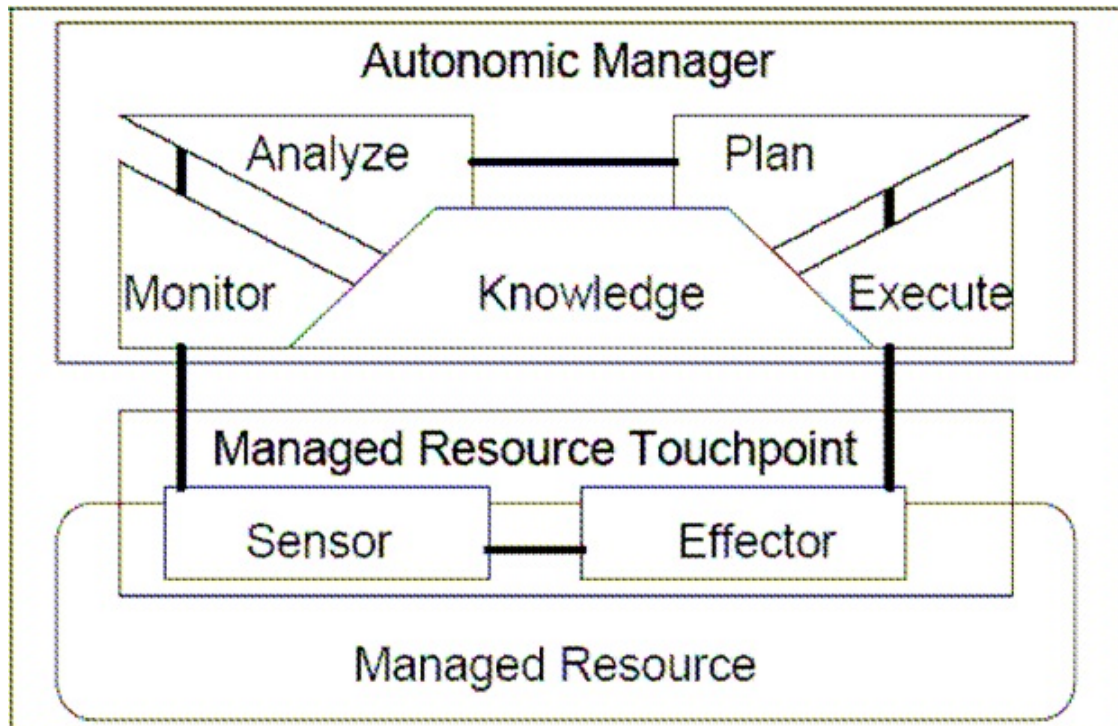 Autonomic Manager
Analyze
Plan
Monitor
Knowledge
Execute
Managed Resource Touchpoint
Sensor
Effector
Managed Resource